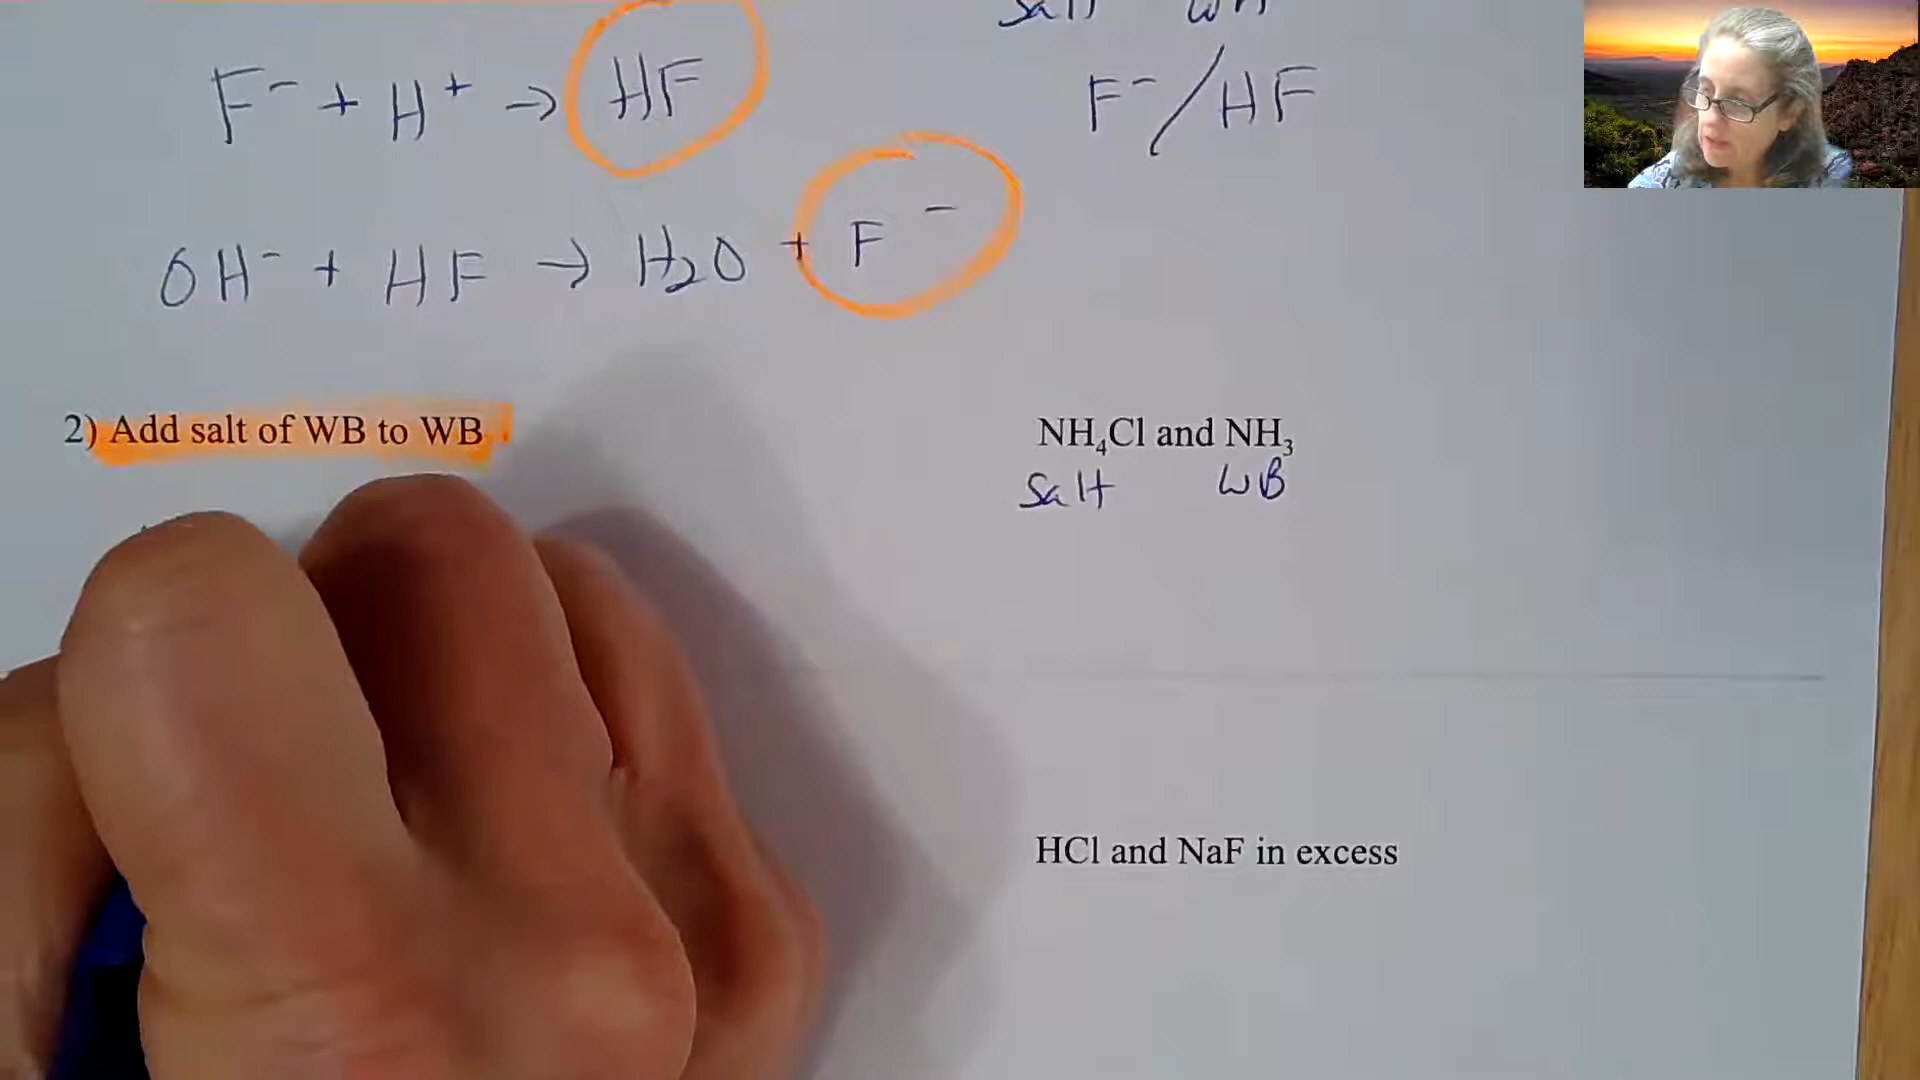 F⁻ + H⁺ → HF
F⁻/HF
OH⁻ + HF → H₂O + F⁻
2) Add salt of WB to WB
NH₄Cl and NH₃
Salt WB
HCl and NaF in excess